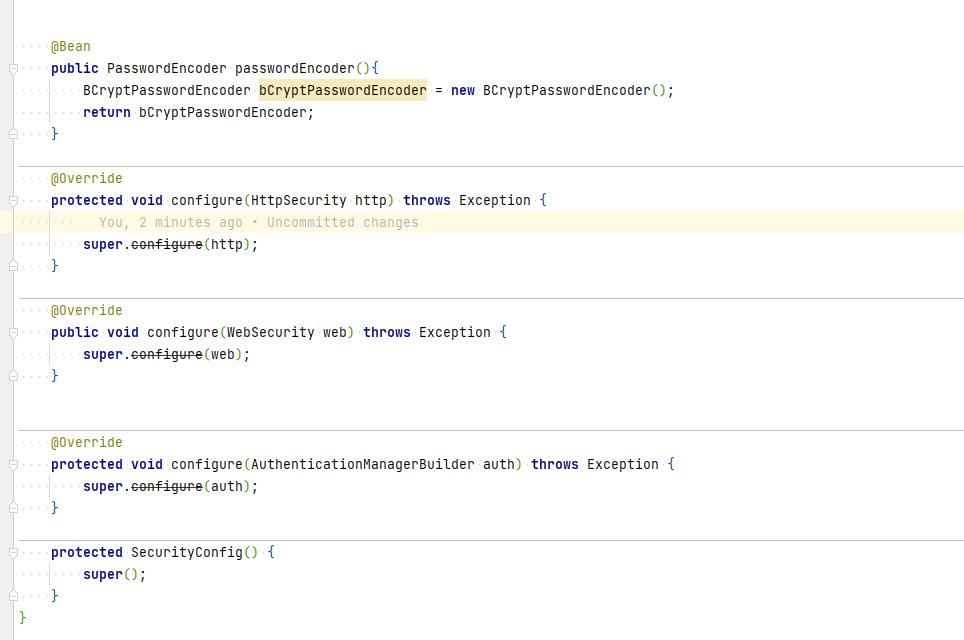 @Bean
public PasswordEncoder passwordEncoder(){
BCryptPasswordEncoder bCryptPasswordEncoder = new BCryptPasswordEncoder();
return bCryptPasswordEncoder;
}
@Override
protected void configure(HttpSecurity http) throws Exception {
You, 2 minutes ago • Uncommitted changes
super.configure(http);
}
@Override
public void configure(WebSecurity web) throws Exception {
super.configure(web);
}
@Override
protected void configure(AuthenticationManagerBuilder auth) throws Exception {
super.configure(auth);
}
protected SecurityConfig() {
super();
}
}